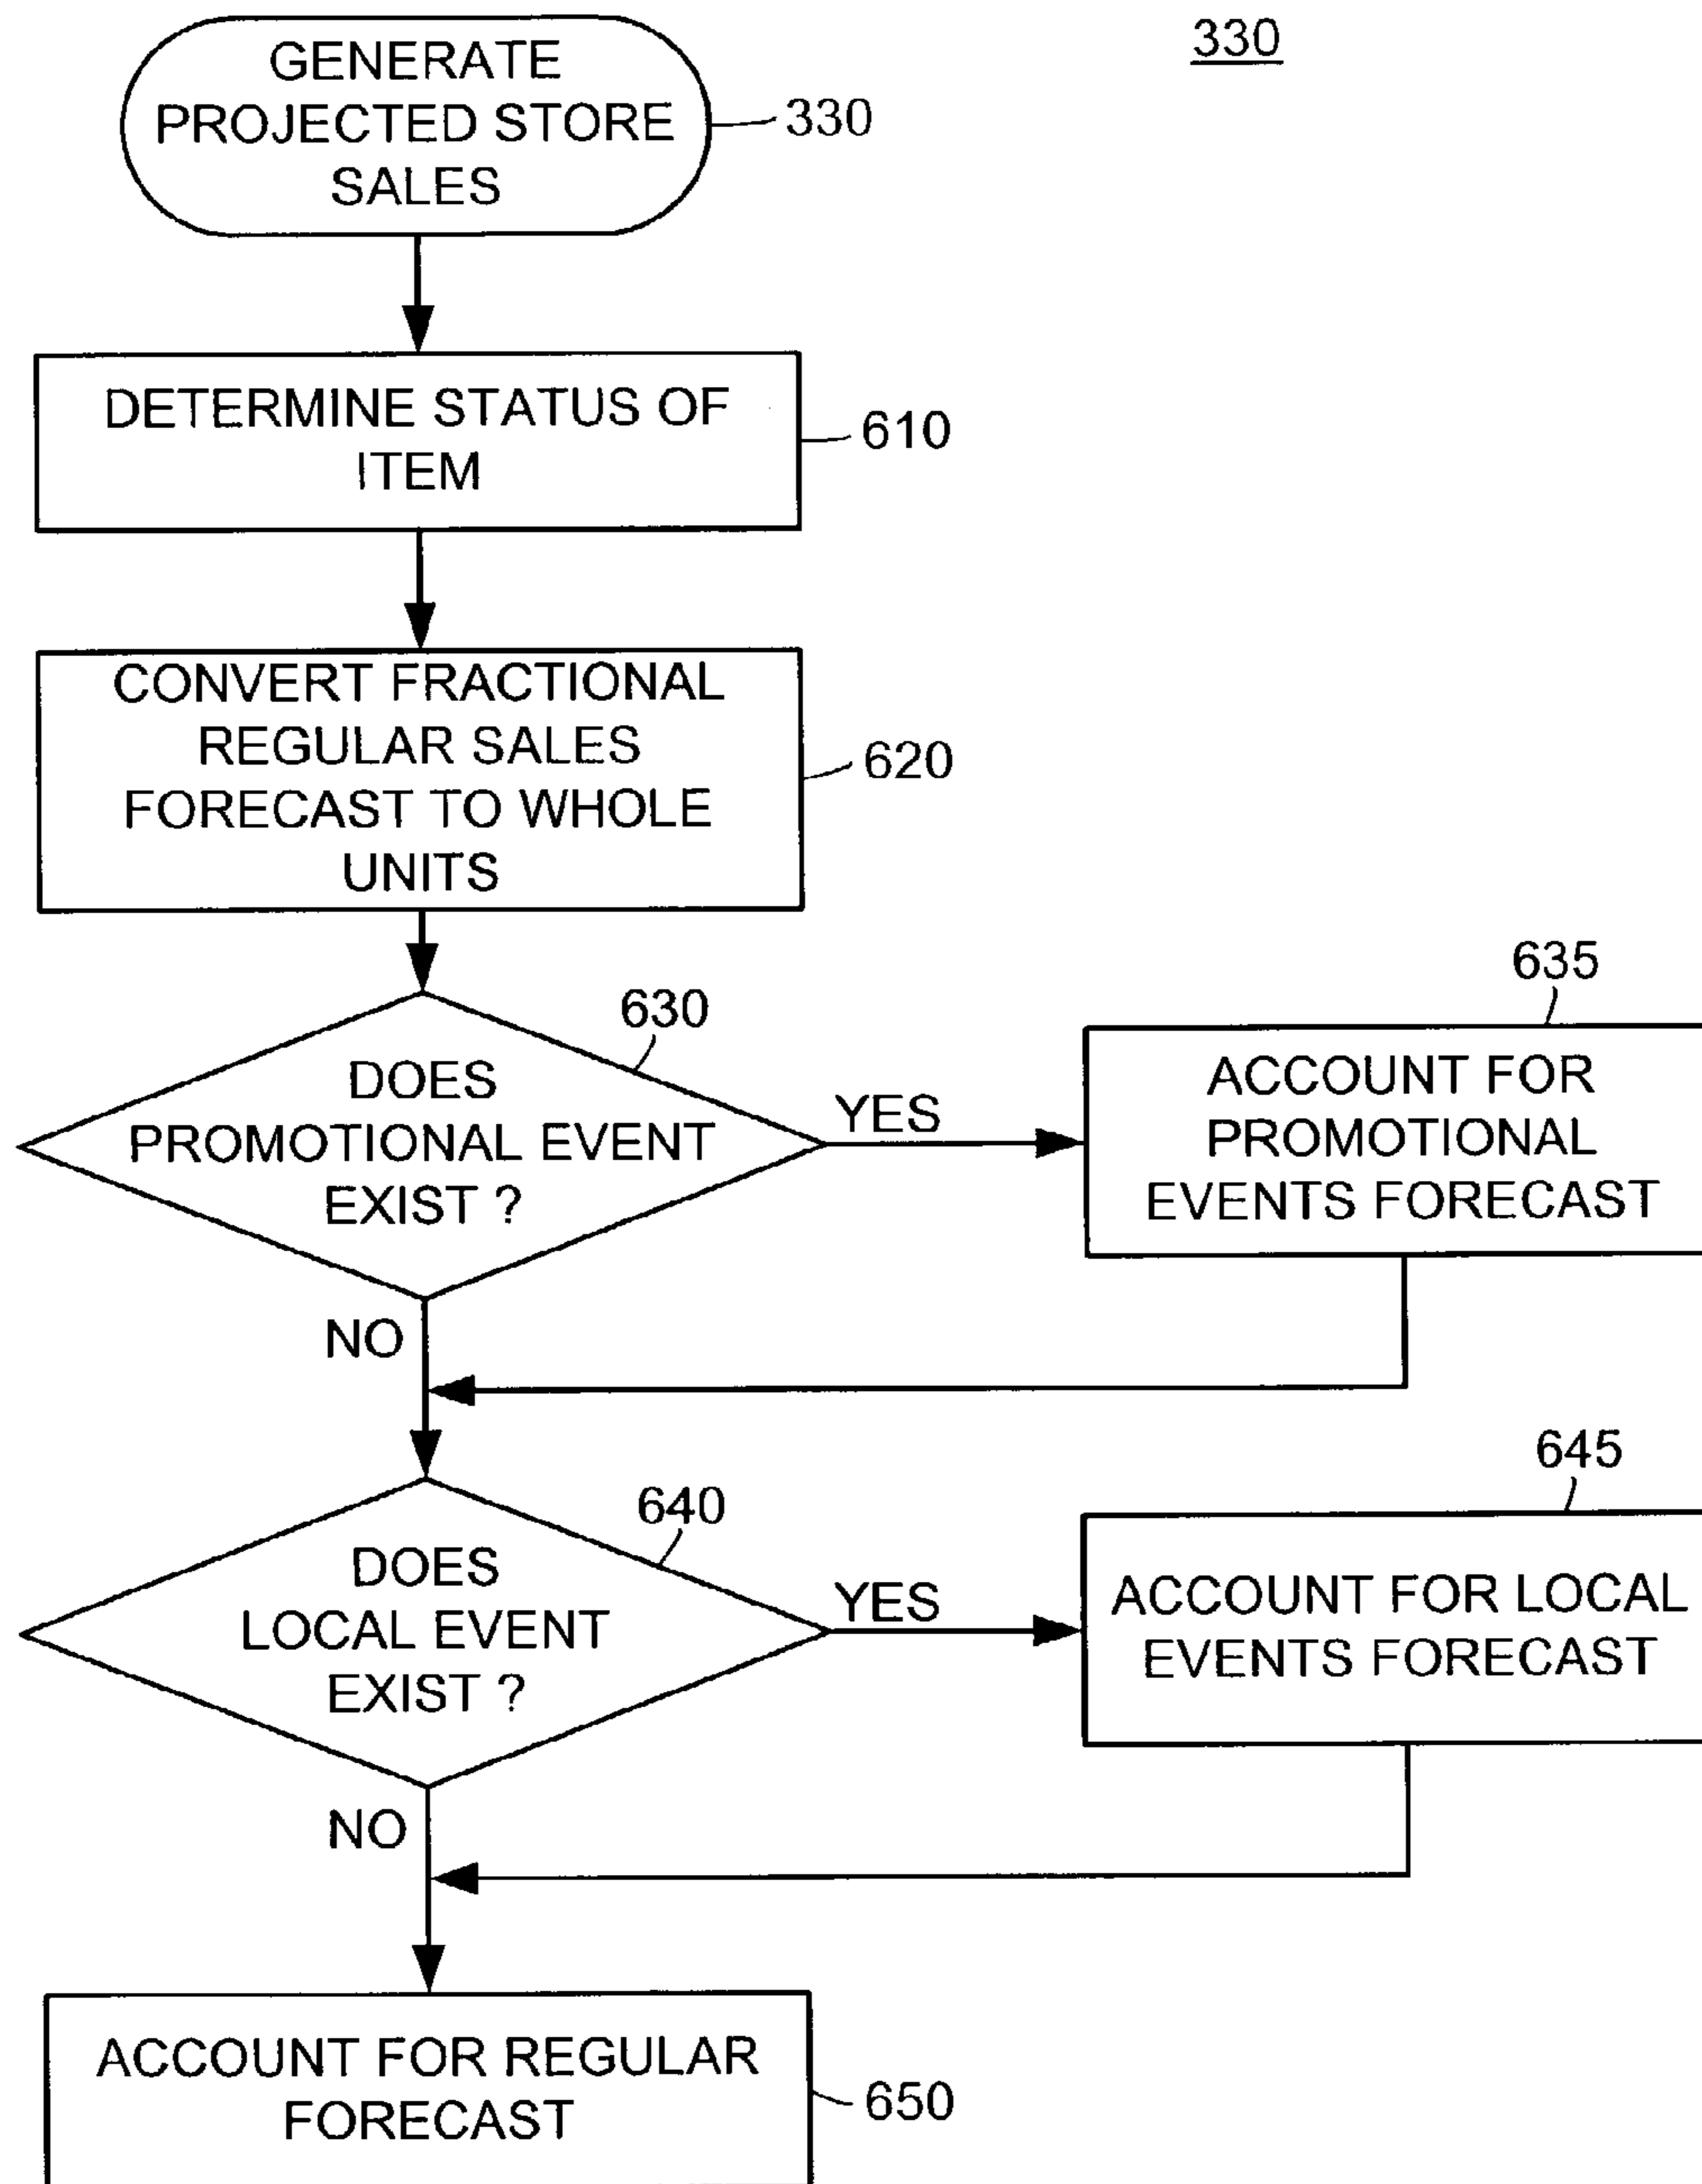 330
GENERATE
PROJECTED STORE
SALES
330
DETERMINE STATUS OF
ITEM
610
CONVERT FRACTIONAL
REGULAR SALES
FORECAST TO WHOLE
UNITS
620
630
DOES
PROMOTIONAL EVENT
EXIST ?
YES
635
ACCOUNT FOR
PROMOTIONAL
EVENTS FORECAST
NO
640
DOES
LOCAL EVENT
EXIST ?
YES
645
ACCOUNT FOR LOCAL
EVENTS FORECAST
NO
ACCOUNT FOR REGULAR
FORECAST
650